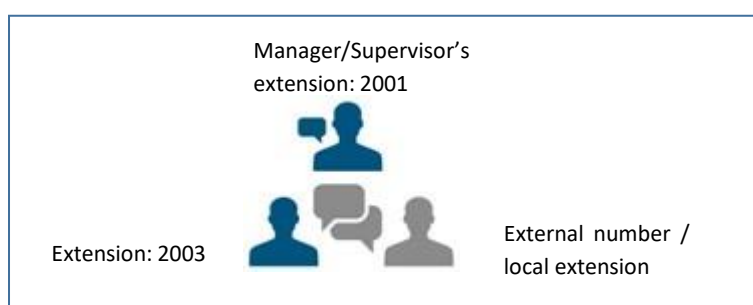 Manager/Supervisor’s
extension: 2001
Extension: 2003
External number /
local extension